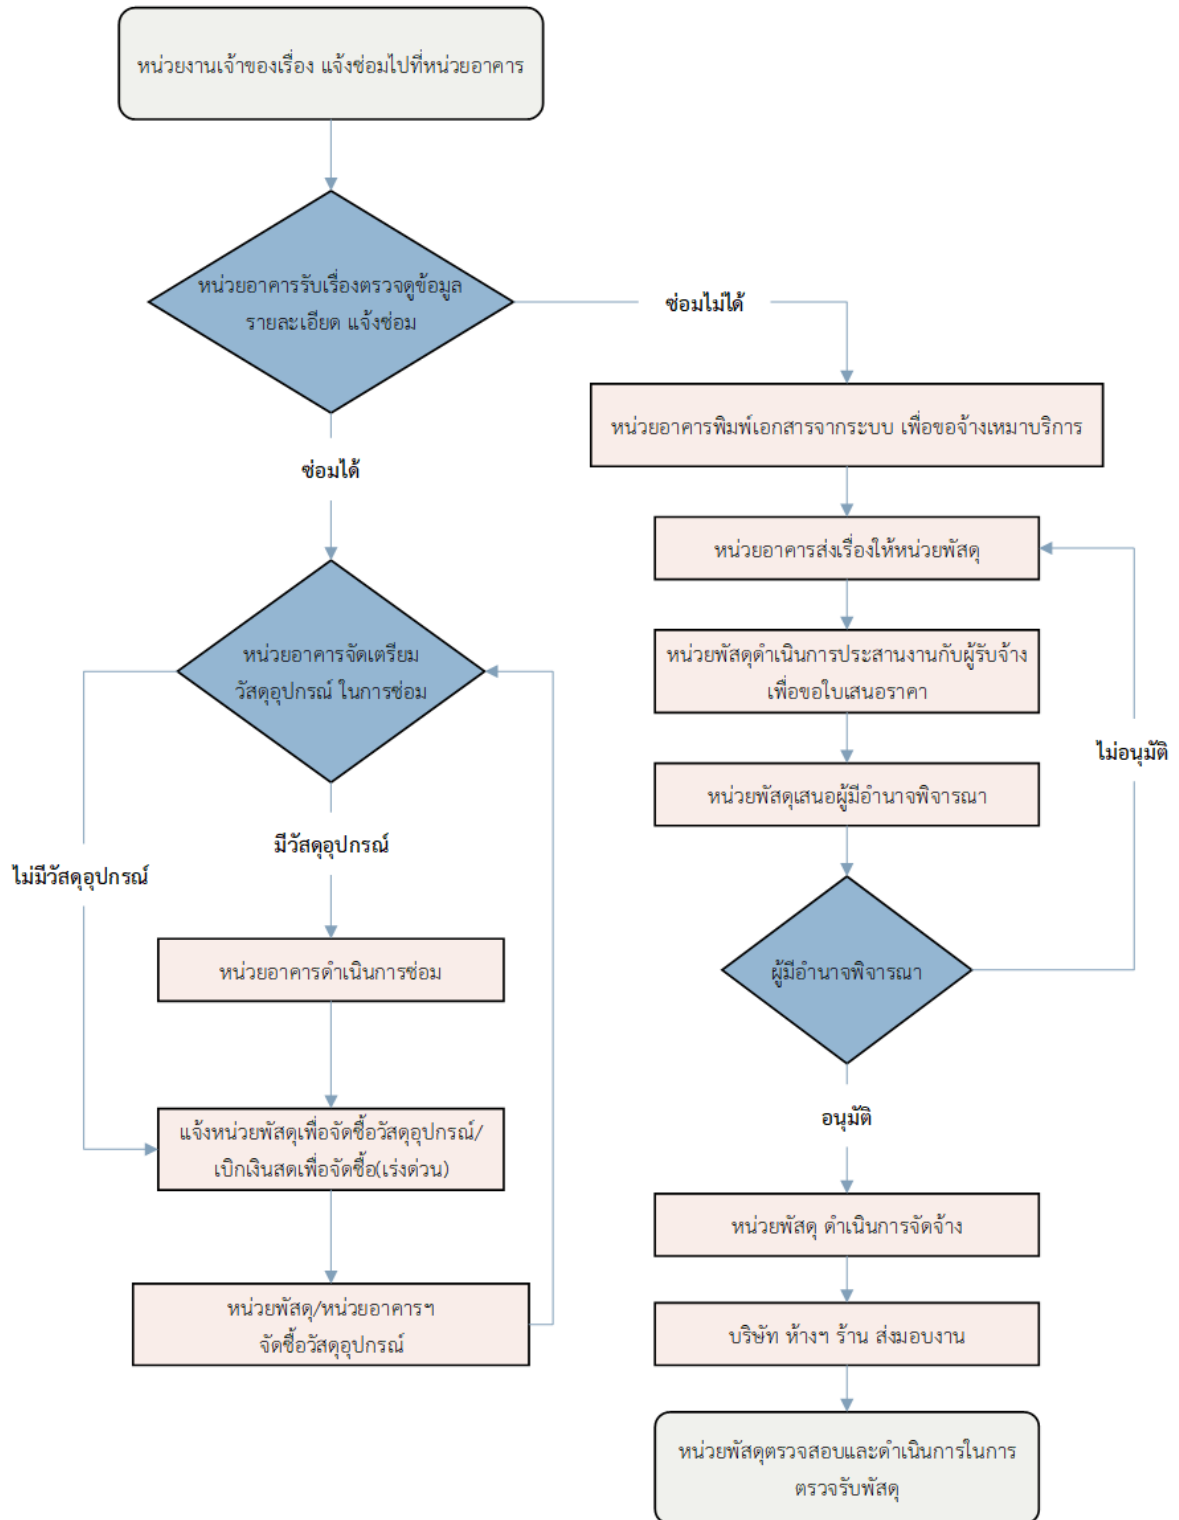 หน่วยงานเจ้าของเรื่อง แจ้งซ่อมไปที่หน่วยอาคาร
หน่วยอาคารรับเรื่องตรวจดูข้อมูล
รายละเอียด แจ้งซ่อม
ซ่อมไม่ได้
ซ่อมได้
หน่วยอาคารจัดเตรียม
วัสดุอุปกรณ์ ในการซ่อม
มีวัสดุอุปกรณ์
ไม่มีวัสดุอุปกรณ์
หน่วยอาคารดำเนินการซ่อม
แจ้งหน่วยพัสดุเพื่อจัดซื้อวัสดุอุปกรณ์/
เบิกเงินสดเพื่อจัดซื้อ(เร่งด่วน)
หน่วยพัสดุ/หน่วยอาคารฯ
จัดซื้อวัสดุอุปกรณ์
หน่วยอาคารพิมพ์เอกสารจากระบบ เพื่อขอจ้างเหมาบริการ
หน่วยอาคารส่งเรื่องให้หน่วยพัสดุ
หน่วยพัสดุดำเนินการประสานงานกับผู้รับจ้าง
เพื่อขอใบเสนอราคา
หน่วยพัสดุเสนอผู้มีอำนาจพิจารณา
ไม่อนุมัติ
ผู้มีอำนาจพิจารณา
อนุมัติ
หน่วยพัสดุ ดำเนินการจัดจ้าง
บริษัท ห้างฯ ร้าน ส่งมอบงาน
หน่วยพัสดุตรวจสอบและดำเนินการในการ
ตรวจรับพัสดุ